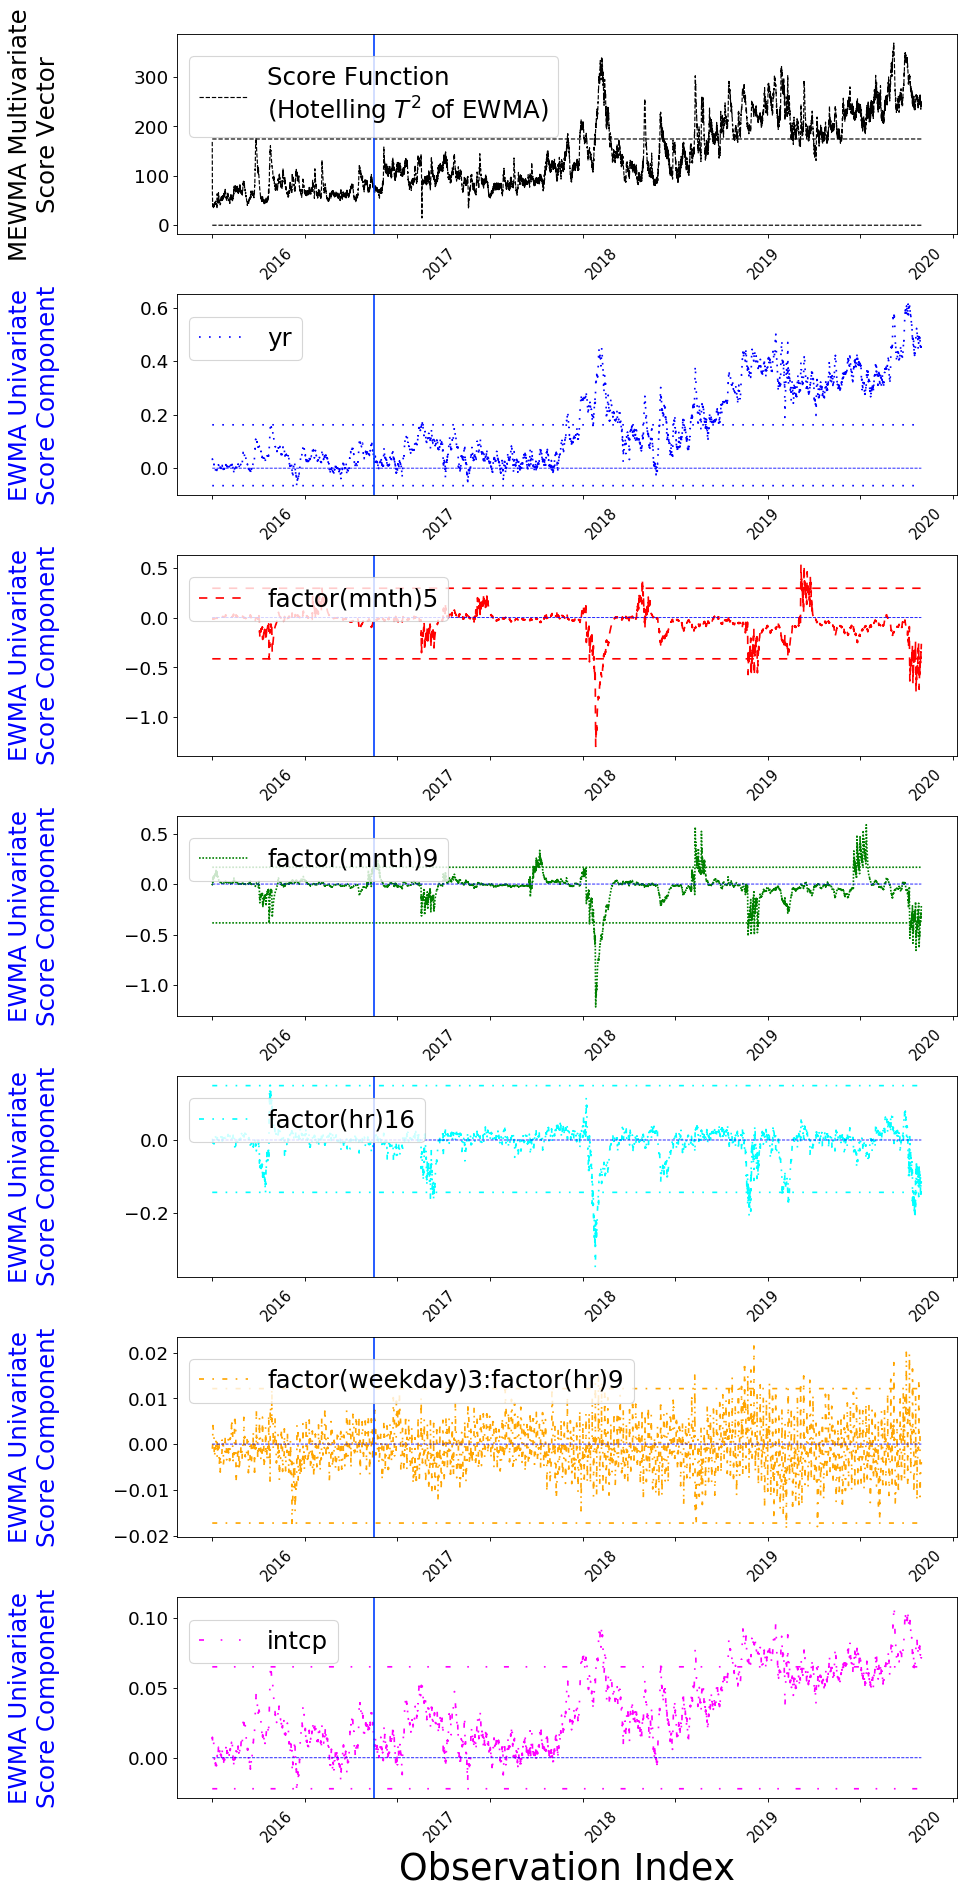 MEWMA Multivariate
Score Vector
300
200
100
0
Score Function
(Hotelling T² of EWMA)
2016
2017
2018
2019
2020
EWMA Univariate
Score Component
0.6
0.4
0.2
0.0
yr
2016
2017
2018
2019
2020
EWMA Univariate
Score Component
0.5
0.0
−0.5
−1.0
factor(mnth)5
2016
2017
2018
2019
2020
EWMA Univariate
Score Component
0.5
0.0
−0.5
−1.0
factor(mnth)9
2016
2017
2018
2019
2020
EWMA Univariate
Score Component
0.0
−0.2
factor(hr)16
2016
2017
2018
2019
2020
EWMA Univariate
Score Component
0.02
0.01
0.00
−0.01
−0.02
factor(weekday)3:factor(hr)9
2016
2017
2018
2019
2020
EWMA Univariate
Score Component
0.10
0.05
0.00
intcp
2016
2017
2018
2019
2020
Observation Index